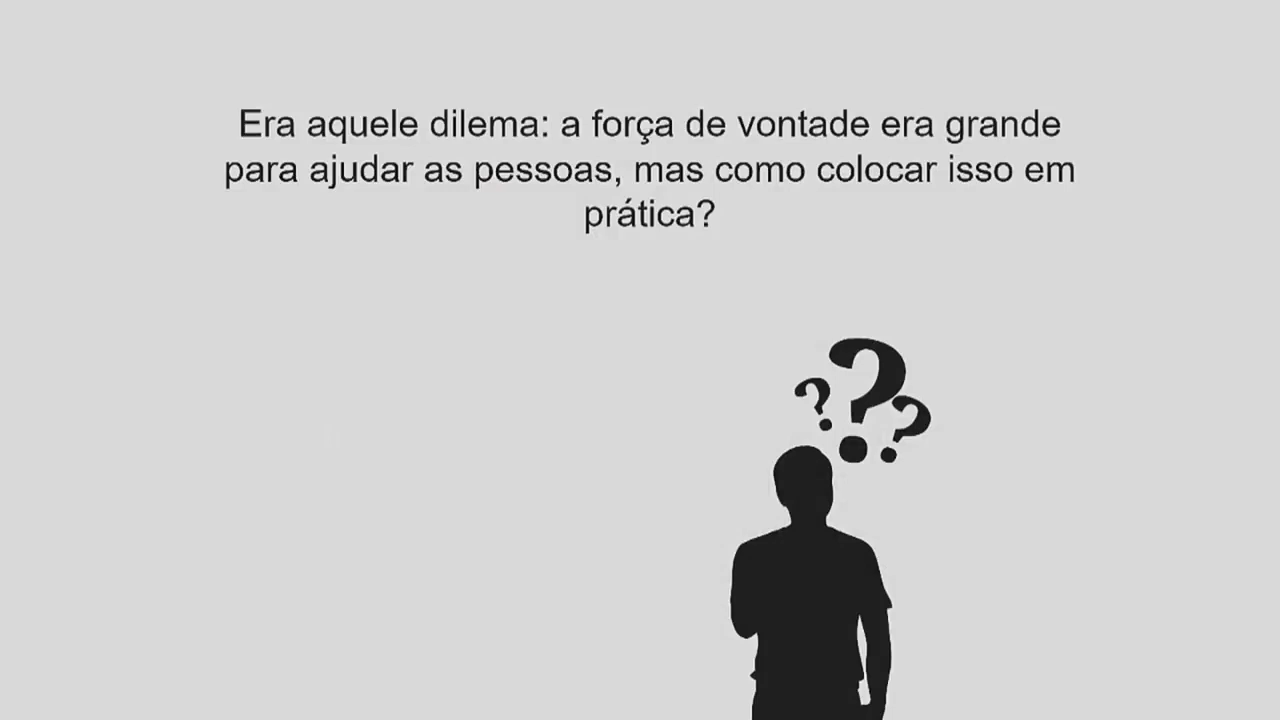 Era aquele dilema: a força de vontade era grande
para ajudar as pessoas, mas como colocar isso em
prática?
? ? ?